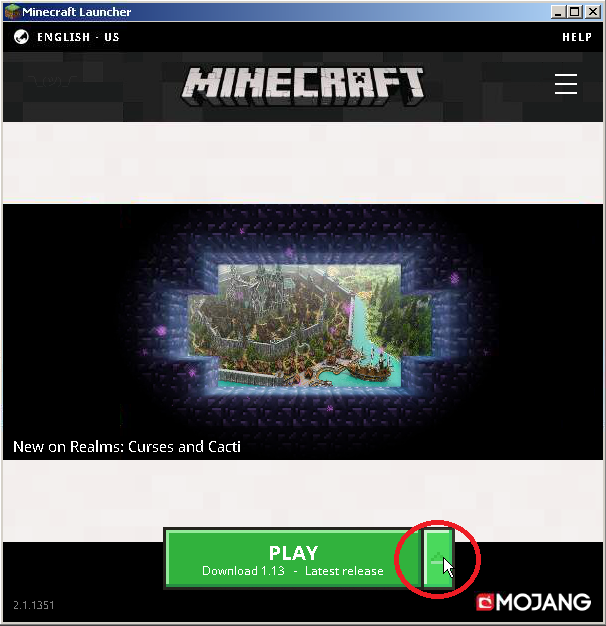 Minecraft Launcher
ENGLISH - US
HELP
MINECRAFT
New on Realms: Curses and Cacti
PLAY
Download 1.13 - Latest release
2.1.1351
MOJANG